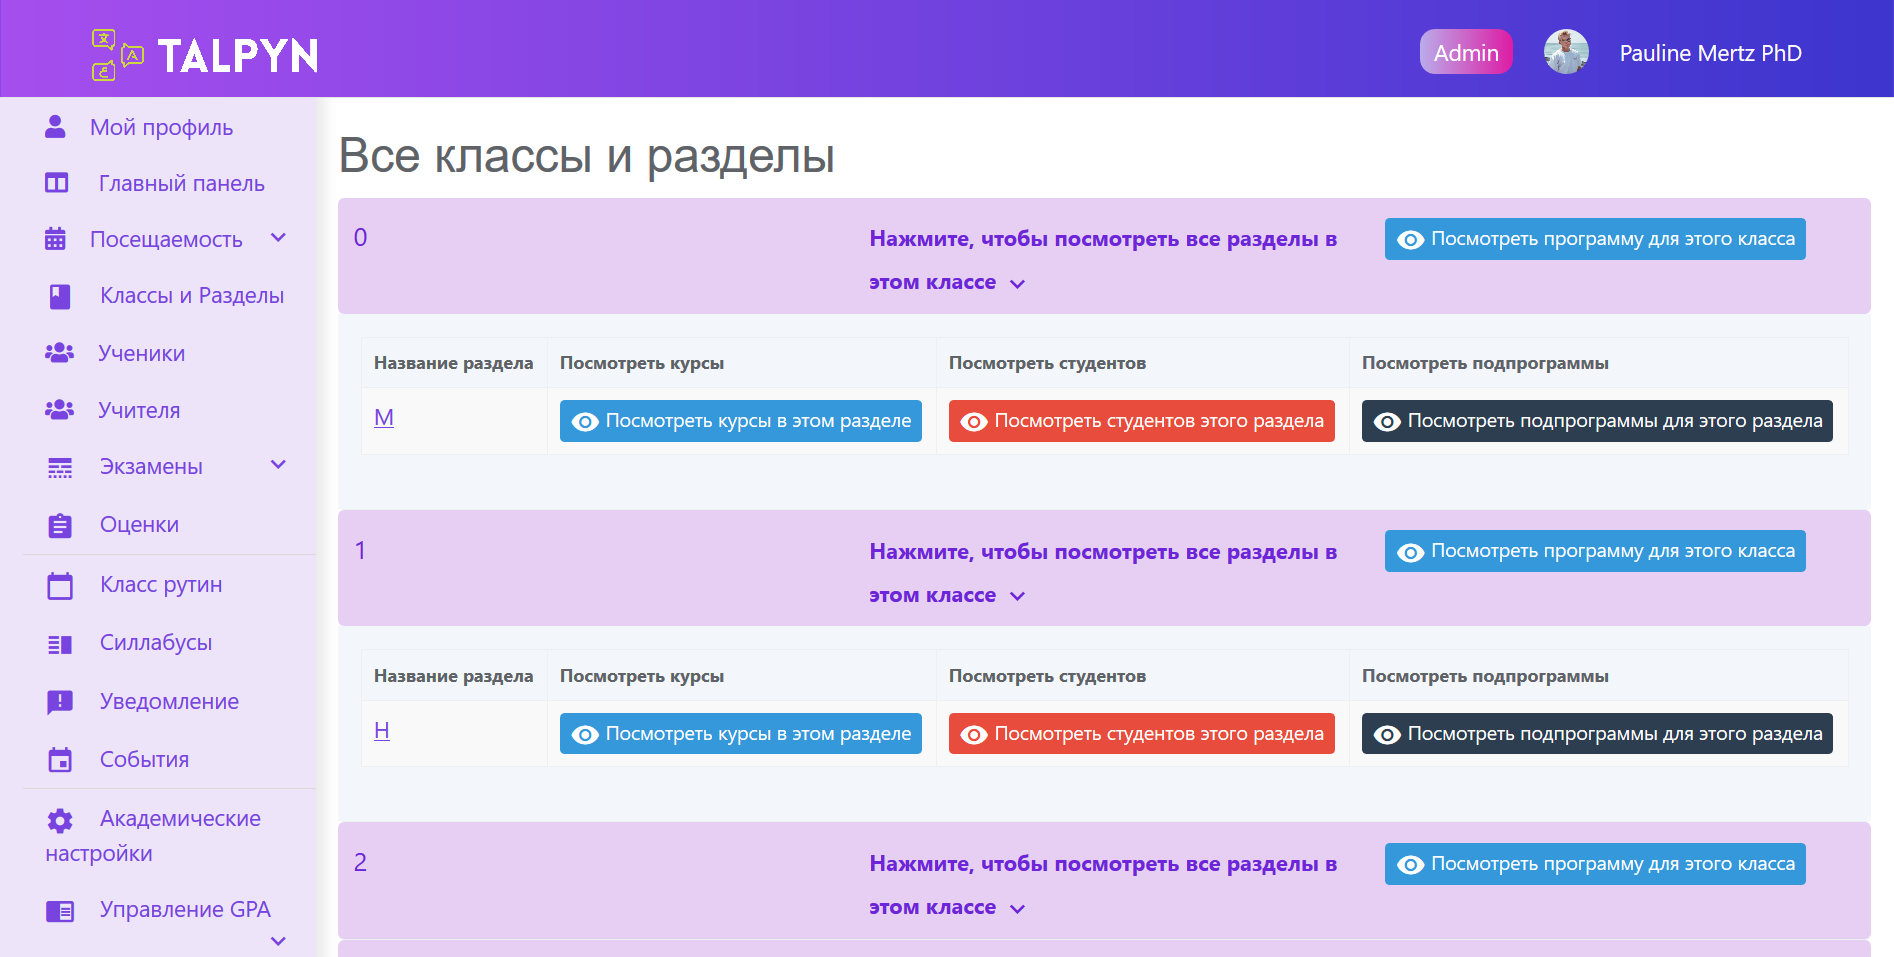 TALPYN
Admin
Pauline Mertz PhD
Мой профиль
Главный панель
Посещаемость
Классы и Разделы
Ученики
Учителя
Экзамены
Оценки
Класс рутин
Силлабусы
Уведомление
События
Академические
настройки
Управление GPA
Все классы и разделы
0
Нажмите, чтобы посмотреть все разделы в
этом классе
Посмотреть программу для этого класса
Название раздела Посмотреть курсы Посмотреть студентов Посмотреть подпрограммы
M Посмотреть курсы в этом разделе Посмотреть студентов этого раздела Посмотреть подпрограммы для этого раздела
1
Нажмите, чтобы посмотреть все разделы в
этом классе
Посмотреть программу для этого класса
Название раздела Посмотреть курсы Посмотреть студентов Посмотреть подпрограммы
H Посмотреть курсы в этом разделе Посмотреть студентов этого раздела Посмотреть подпрограммы для этого раздела
2
Нажмите, чтобы посмотреть все разделы в
этом классе
Посмотреть программу для этого класса